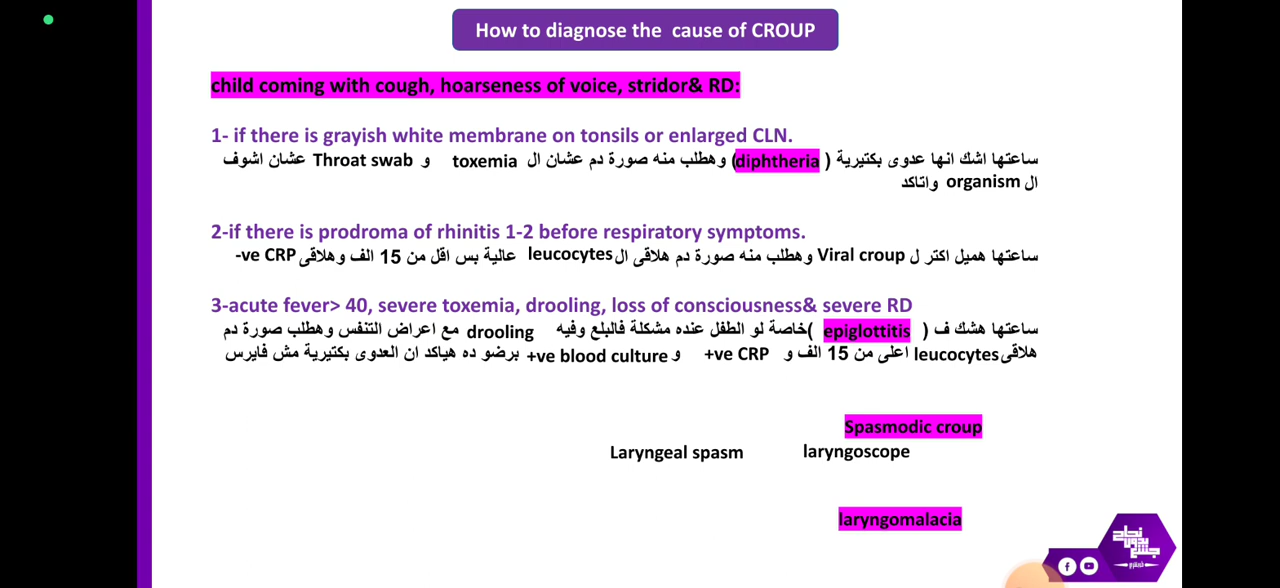 How to diagnose the cause of CROUP
child coming with cough, hoarseness of voice, stridor& RD:
1- if there is grayish white membrane on tonsils or enlarged CLN.
ساعتها اشك انها عدوى بكتيرية ( diphtheria) وهطلب منه صورة دم عشان ال toxemia و Throat swab عشان اشوف
ال organism واتاكد
2-if there is prodroma of rhinitis 1-2 before respiratory symptoms.
ساعتها هميل اكتر ل Viral croup وهطلب منه صورة دم هلاقى ال leucocytes عالية بس اقل من 15 الف وهلاقى -ve CRP
3-acute fever> 40, severe toxemia, drooling, loss of consciousness& severe RD
ساعتها هشك ف ( epiglottitis )خاصة لو الطفل عنده مشكلة فالبلع وفيه drooling مع اعراض التنفس وهطلب صورة دم
هلاقى leucocytes اعلى من 15 الف و +ve CRP و +ve blood culture برضو ده هياكد ان العدوى بكتيرية مش فايرس
Spasmodic croup
Laryngeal spasm laryngoscope
laryngomalacia